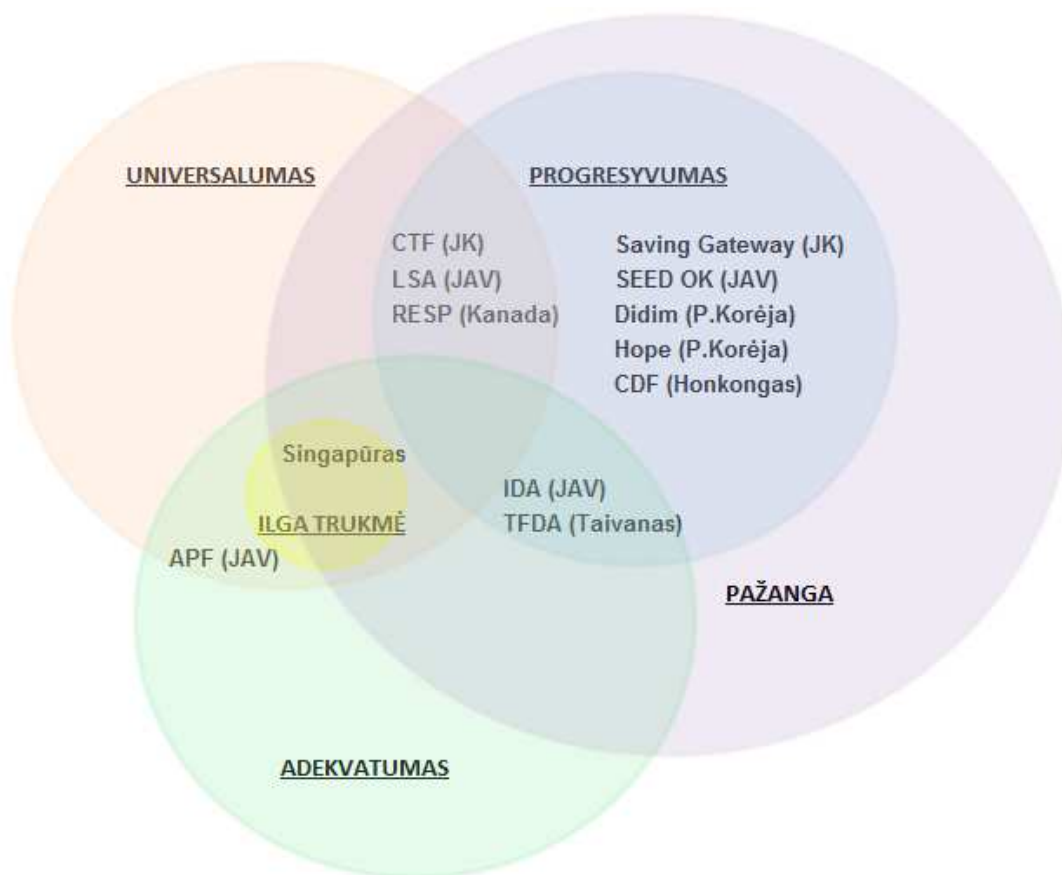 UNIVERSALUMAS
PROGRESYVUMAS
CTF (JK)
LSA (JAV)
RESP (Kanada)
Saving Gateway (JK)
SEED OK (JAV)
Didim (P.Korėja)
Hope (P.Korėja)
CDF (Honkongas)
Singapūras
ILGA TRUKMĖ
APF (JAV)
IDA (JAV)
TFDA (Taivanas)
PAŽANGA
ADEKVATUMAS